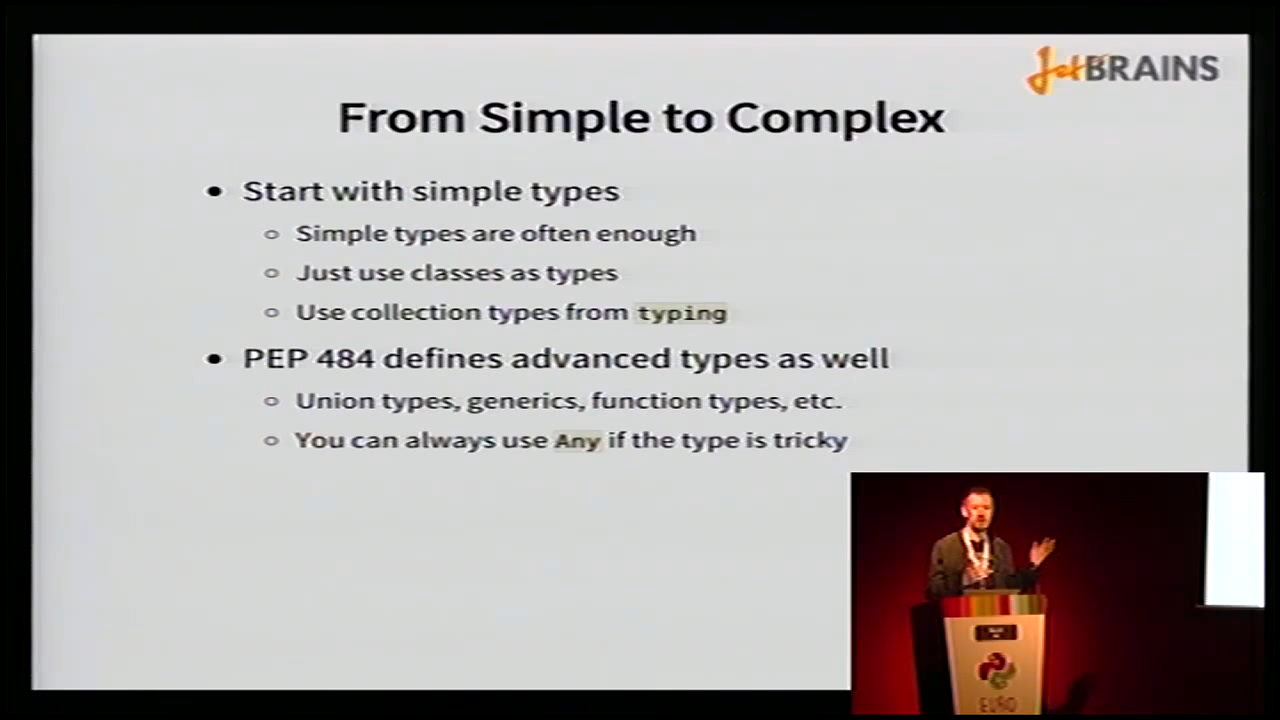 JetBRAINS
From Simple to Complex
• Start with simple types
○ Simple types are often enough
○ Just use classes as types
○ Use collection types from typing
• PEP 484 defines advanced types as well
○ Union types, generics, function types, etc.
○ You can always use Any if the type is tricky
EURO